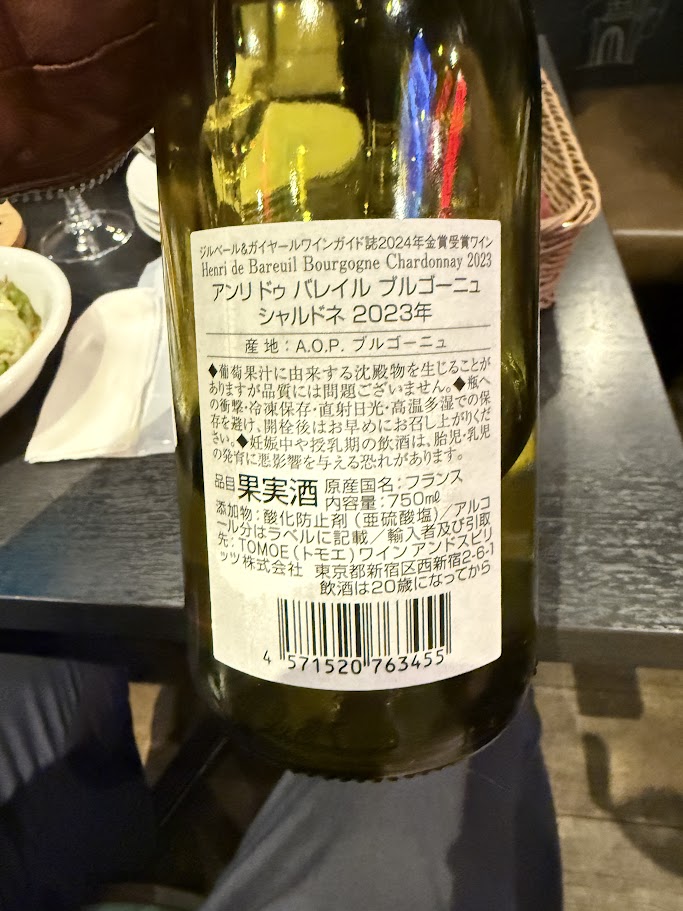 ジルベール&ガイヤールワインガイド誌2024年金賞受賞ワイン
Henri de Bareuil Bourgogne Chardonnay 2023
アンリ ドゥ バレイル ブルゴーニュ
シャルドネ 2023年
産地:A.O.P. ブルゴーニュ
◆葡萄果汁に由来する沈殿物を生じることが
ありますが品質には問題ございません。◆瓶へ
の衝撃・冷凍保存・直射日光・高温多湿での保
存を避け、開栓後はお早めにお召し上がりくだ
さい。◆妊娠中や授乳期の飲酒は、胎児・乳児
の発育に悪影響を与える恐れがあります。
品目 果実酒 原産国名:フランス
内容量:750㎖
添加物:酸化防止剤(亜硫酸塩)/アルコ
ール分はラベルに記載/輸入者及び引取
先:TOMOE(トモエ)ワインアンドスピリ
ッツ株式会社 東京都新宿区西新宿2-6-1
飲酒は20歳になってから
4 571520 763455